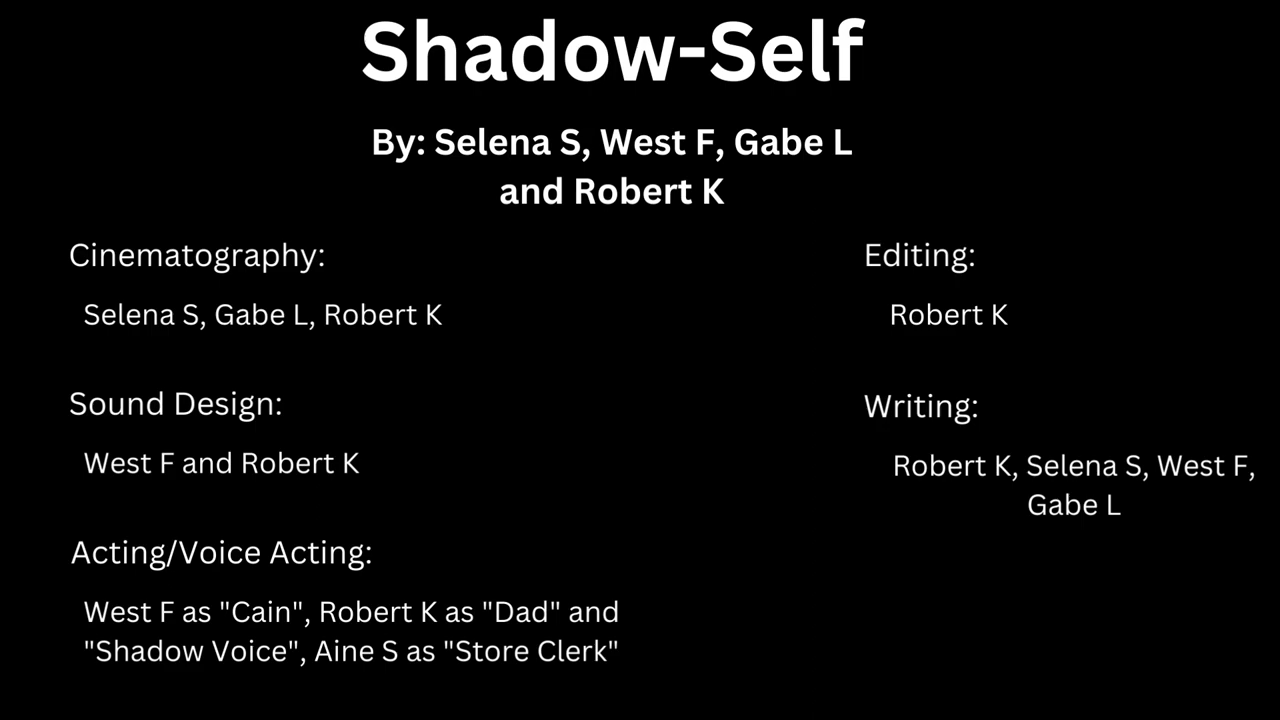 Shadow-Self
By: Selena S, West F, Gabe L
and Robert K
Cinematography:
Selena S, Gabe L, Robert K
Sound Design:
West F and Robert K
Acting/Voice Acting:
West F as "Cain", Robert K as "Dad" and
"Shadow Voice", Aine S as "Store Clerk"
Editing:
Robert K
Writing:
Robert K, Selena S, West F,
Gabe L